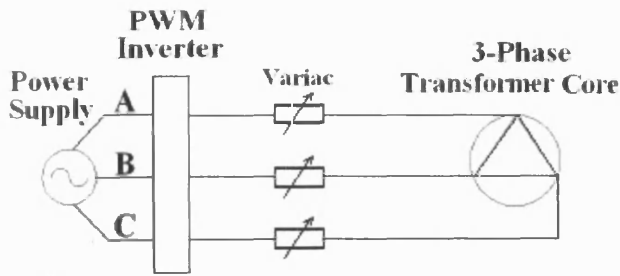 PWM
Inverter
Power
Supply
A
B
C
Variac
3-Phase
Transformer Core